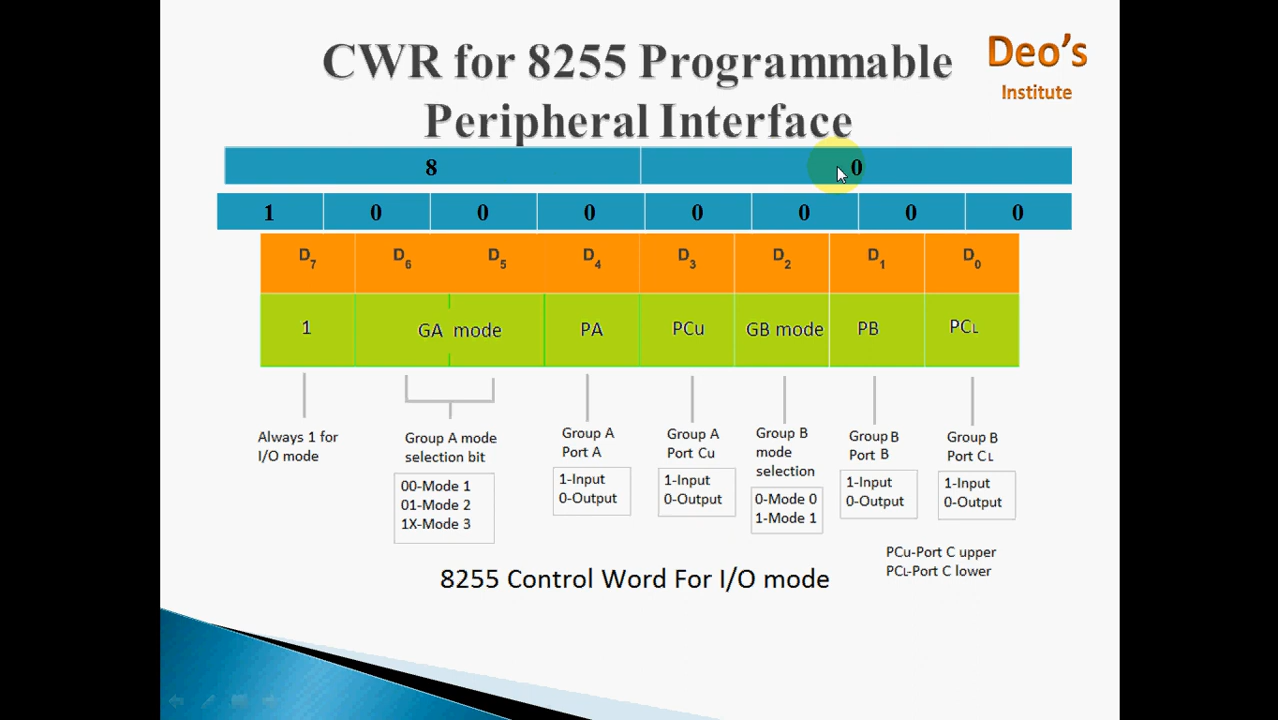 CWR for 8255 Programmable
Peripheral Interface
Deo's
Institute
8 0
1 0 0 0 0 0 0 0
D7 D6 D5 D4 D3 D2 D1 D0
1 GA mode PA PCu GB mode PB PCL
Always 1 for
I/O mode
Group A mode
selection bit
00-Mode 1
01-Mode 2
1X-Mode 3
Group A
Port A
1-Input
0-Output
Group A
Port Cu
1-Input
0-Output
Group B
mode
selection
0-Mode 0
1-Mode 1
Group B
Port B
1-Input
0-Output
Group B
Port CL
1-Input
0-Output
PCu-Port C upper
PCL-Port C lower
8255 Control Word For I/O mode